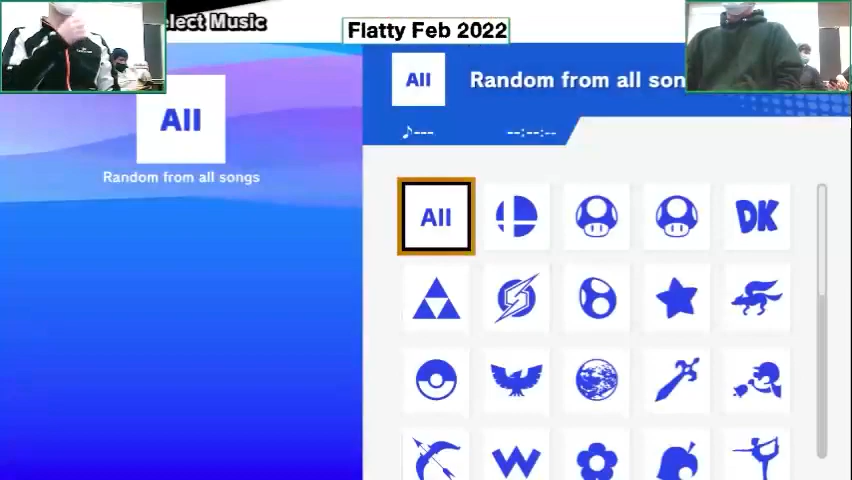 elect Music
Flatty Feb 2022
All
Random from all son
All
♪---
--:--:--
Random from all songs
All
DK